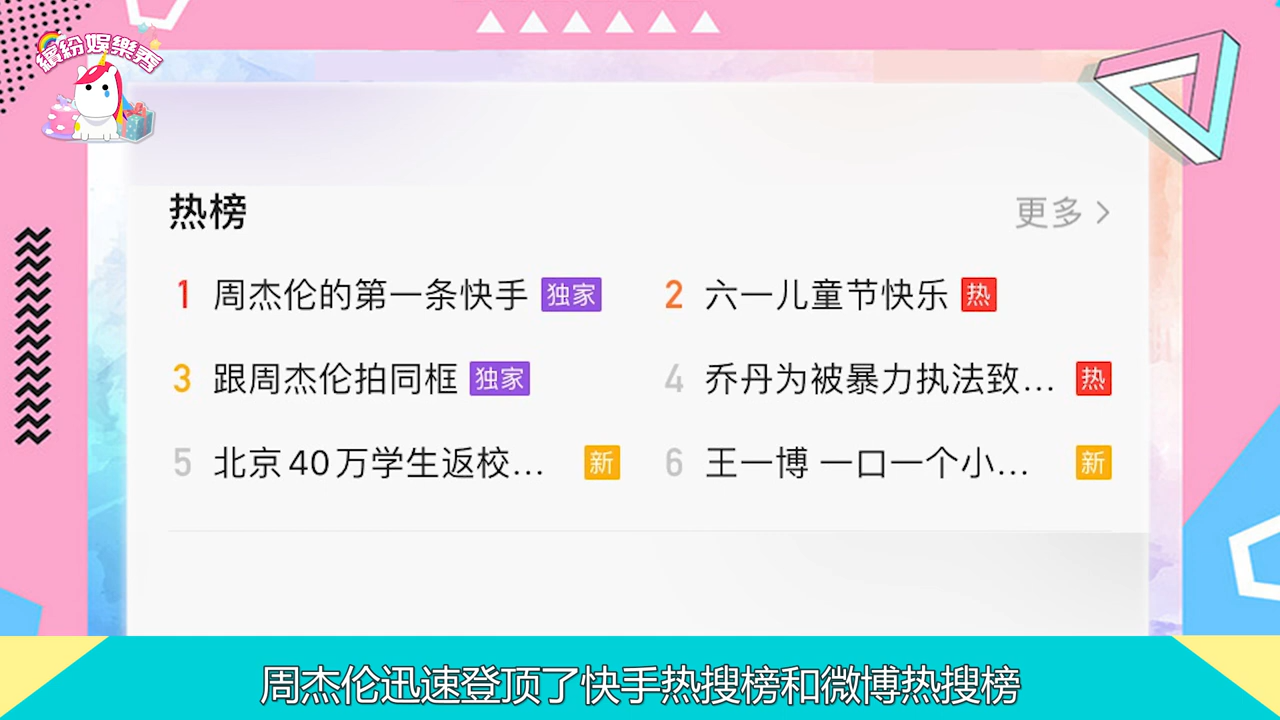 繽紛娛樂秀
热榜
更多 >
1 周杰伦的第一条快手 独家
2 六一儿童节快乐 热
3 跟周杰伦拍同框 独家
4 乔丹为被暴力执法致... 热
5 北京40万学生返校... 新
6 王一博 一口一个小... 新
周杰伦迅速登顶了快手热搜榜和微博热搜榜